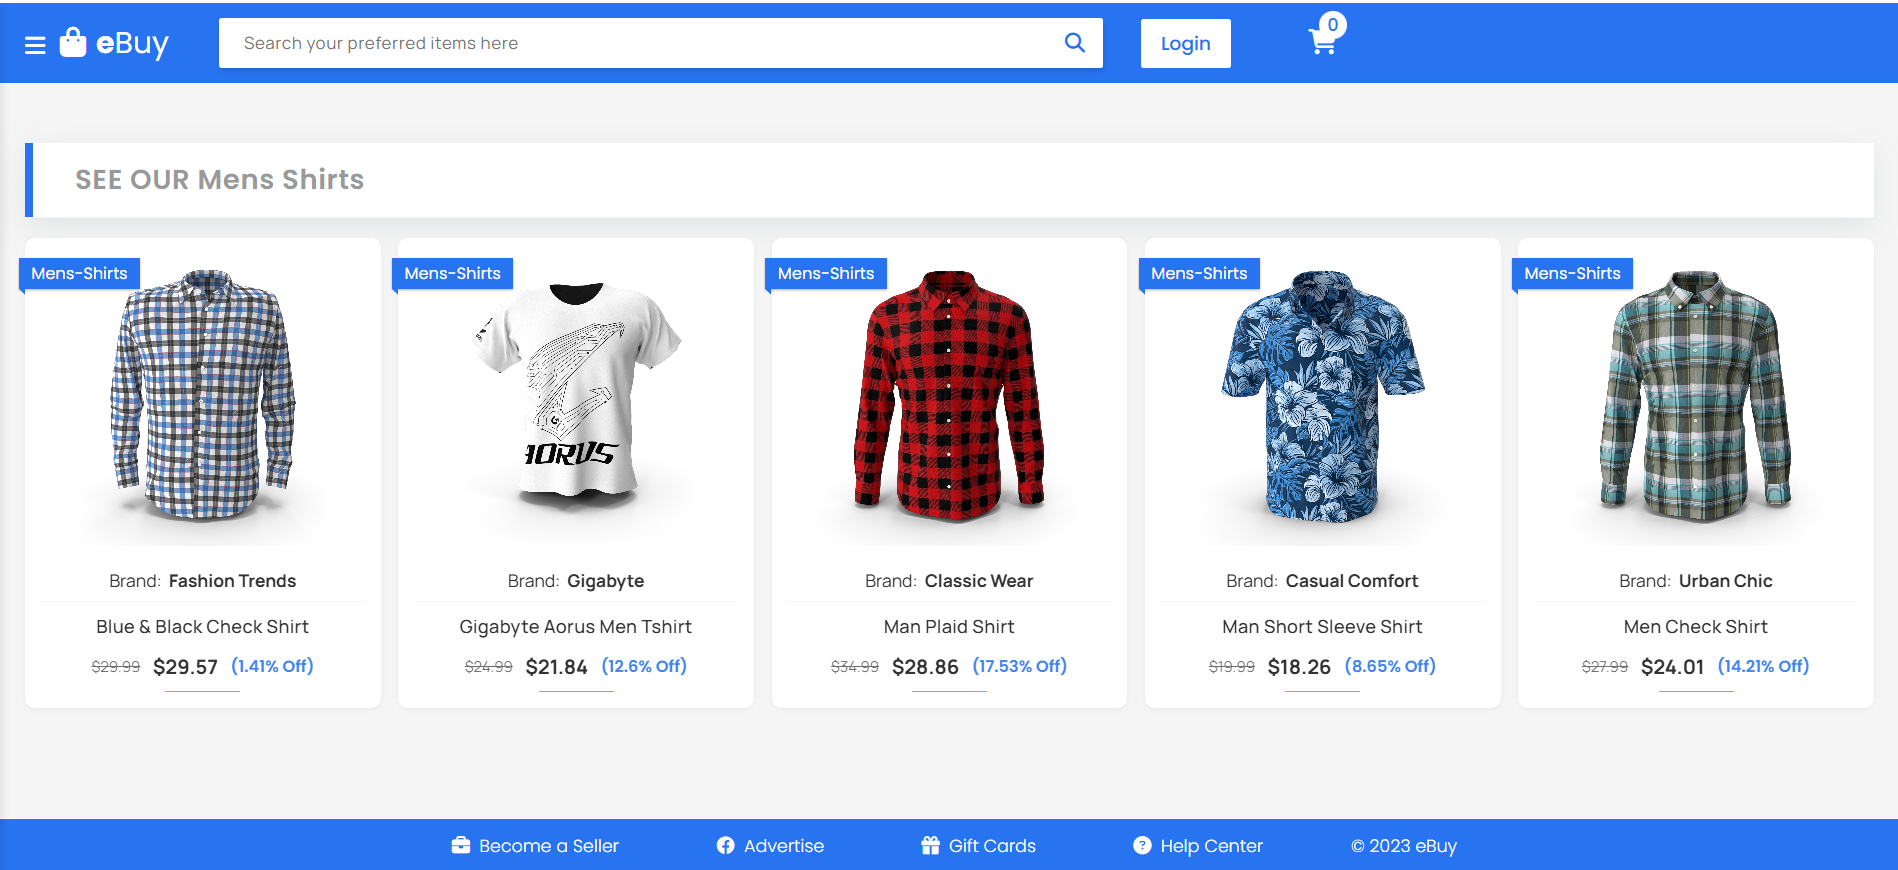 eBuy
Search your preferred items here
Login
0
SEE OUR Mens Shirts
Mens-Shirts
AORUS
Brand: Fashion Trends
Blue & Black Check Shirt
$29.99 $29.57 (1.41% Off)
Mens-Shirts
Brand: Gigabyte
Gigabyte Aorus Men Tshirt
$24.99 $21.84 (12.6% Off)
Mens-Shirts
Brand: Classic Wear
Man Plaid Shirt
$34.99 $28.86 (17.53% Off)
Mens-Shirts
Brand: Casual Comfort
Man Short Sleeve Shirt
$19.99 $18.26 (8.65% Off)
Mens-Shirts
Brand: Urban Chic
Men Check Shirt
$27.99 $24.01 (14.21% Off)
Become a Seller
Advertise
Gift Cards
Help Center
© 2023 eBuy